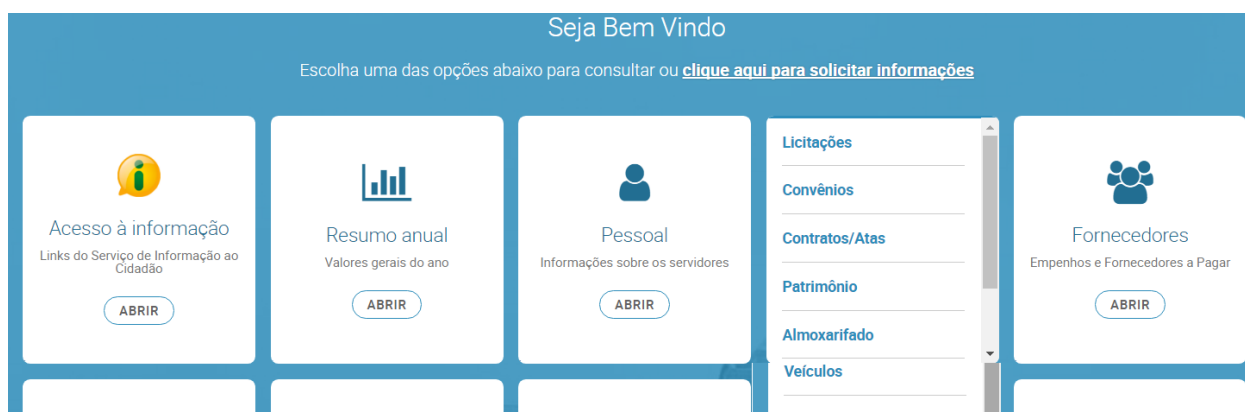 Seja Bem Vindo
Escolha uma das opções abaixo para consultar ou clique aqui para solicitar informações
Acesso à informação
Links do Serviço de Informação ao
Cidadão
ABRIR
Resumo anual
Valores gerais do ano
ABRIR
Pessoal
Informações sobre os servidores
ABRIR
Licitações
Convênios
Contratos/Atas
Patrimônio
Almoxarifado
Veículos
Fornecedores
Empenhos e Fornecedores a Pagar
ABRIR